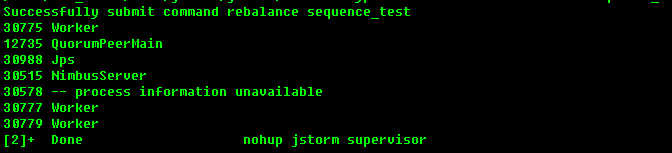 Successfully submit command rebalance sequence_test
30775 Worker
12735 QuorumPeerMain
30988 Jps
30515 NimbusServer
30578 -- process information unavailable
30777 Worker
30779 Worker
[2]+  Done                    nohup jstorm supervisor